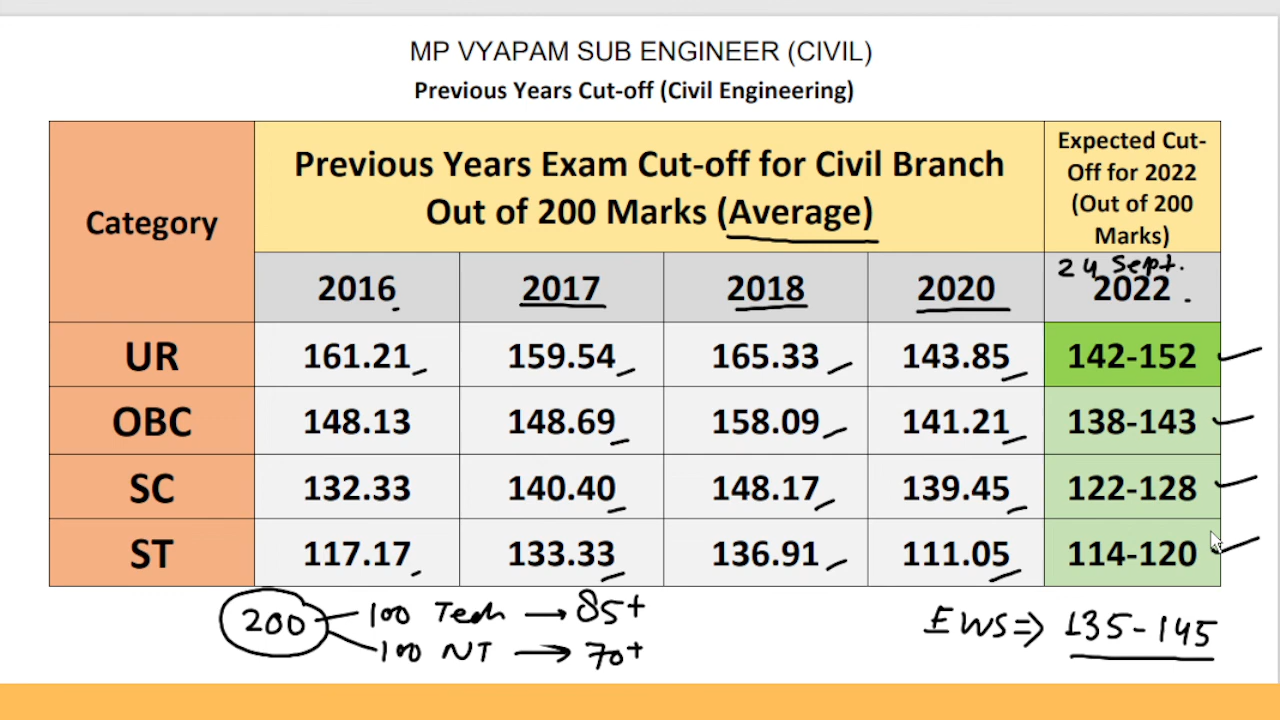 MP VYAPAM SUB ENGINEER (CIVIL)
Previous Years Cut-off (Civil Engineering)
Category
Previous Years Exam Cut-off for Civil Branch
Out of 200 Marks (Average)
Expected Cut-
Off for 2022
(Out of 200
Marks)
24 Sept.
2016 2017 2018 2020 2022
UR 161.21 159.54 165.33 143.85 142-152
OBC 148.13 148.69 158.09 141.21 138-143
SC 132.33 140.40 148.17 139.45 122-128
ST 117.17 133.33 136.91 111.05 114-120
200
100 Tech → 85+
100 NT → 70+
EWS ⇒ 135-145